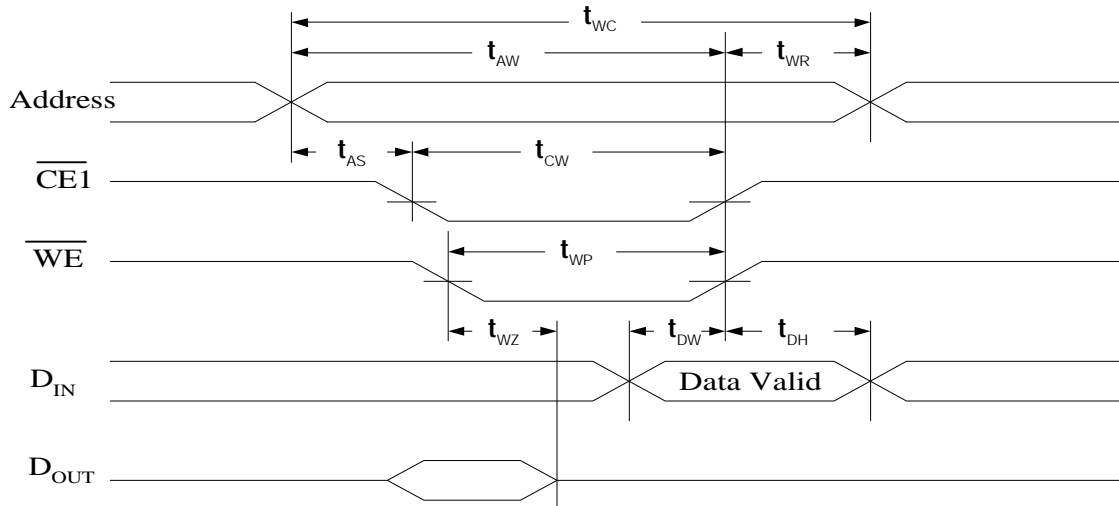 tWC
tAW
tWR
Address
tAS
tCW
CE1
WE
tWP
tWZ
tDW
tDH
DIN
Data Valid
DOUT